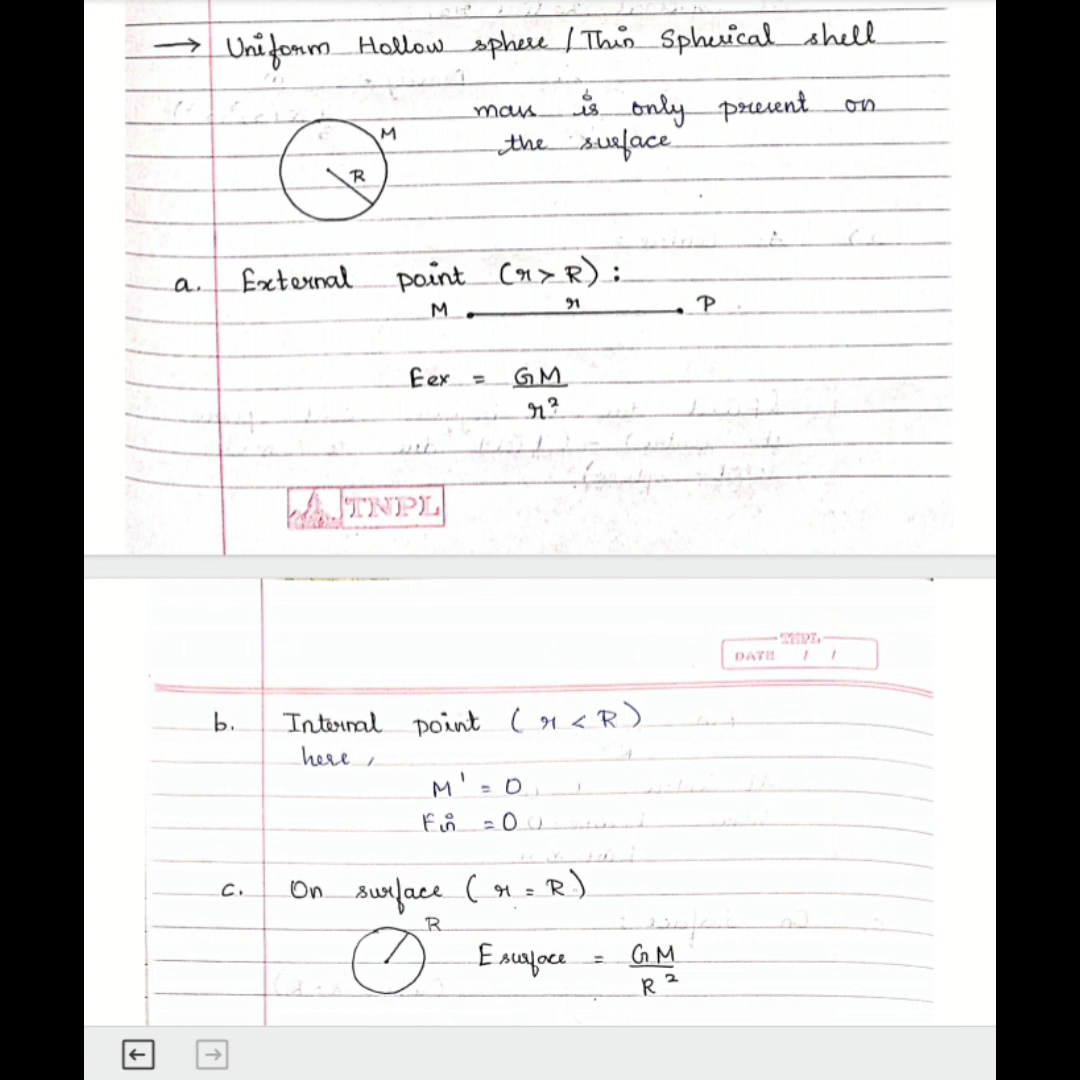 → Uniform Hollow sphere / Thin Spherical shell
mass is only present on
the surface
M
R
a. External point (r > R) :
M r P
Eex = GM
r²
TNPL
TNPL
DATE / /
b. Internal point ( r < R )
here ,
M' = 0
Ein = 0
c. On surface ( r = R )
R
E surface = GM
R²